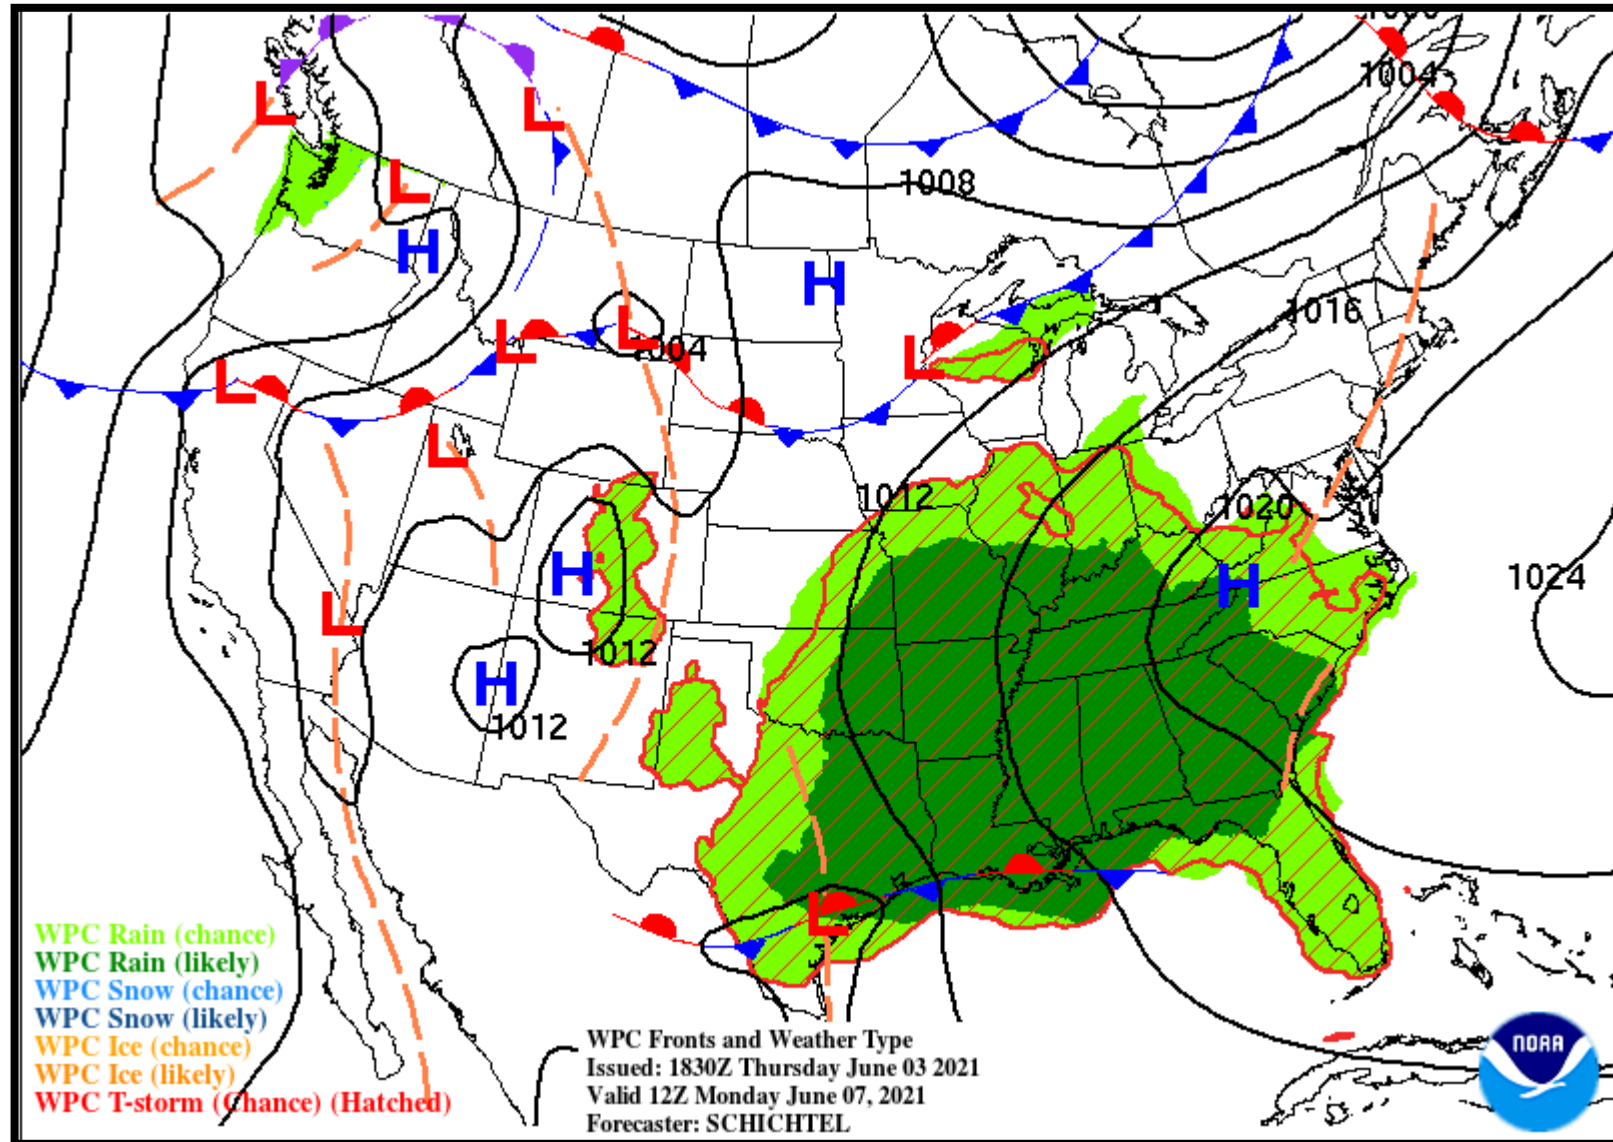 1004
L
L
1008
L
H
H
1016
L
L
1004
L
L
L
1012
1020
H
H
1024
L
1012
H
1012
L
WPC Rain (chance)
WPC Rain (likely)
WPC Snow (chance)
WPC Snow (likely)
WPC Ice (chance)
WPC Ice (likely)
WPC T-storm (Chance) (Hatched)
WPC Fronts and Weather Type
Issued: 1830Z Thursday June 03 2021
Valid 12Z Monday June 07, 2021
Forecaster: SCHICHTEL
NOAA